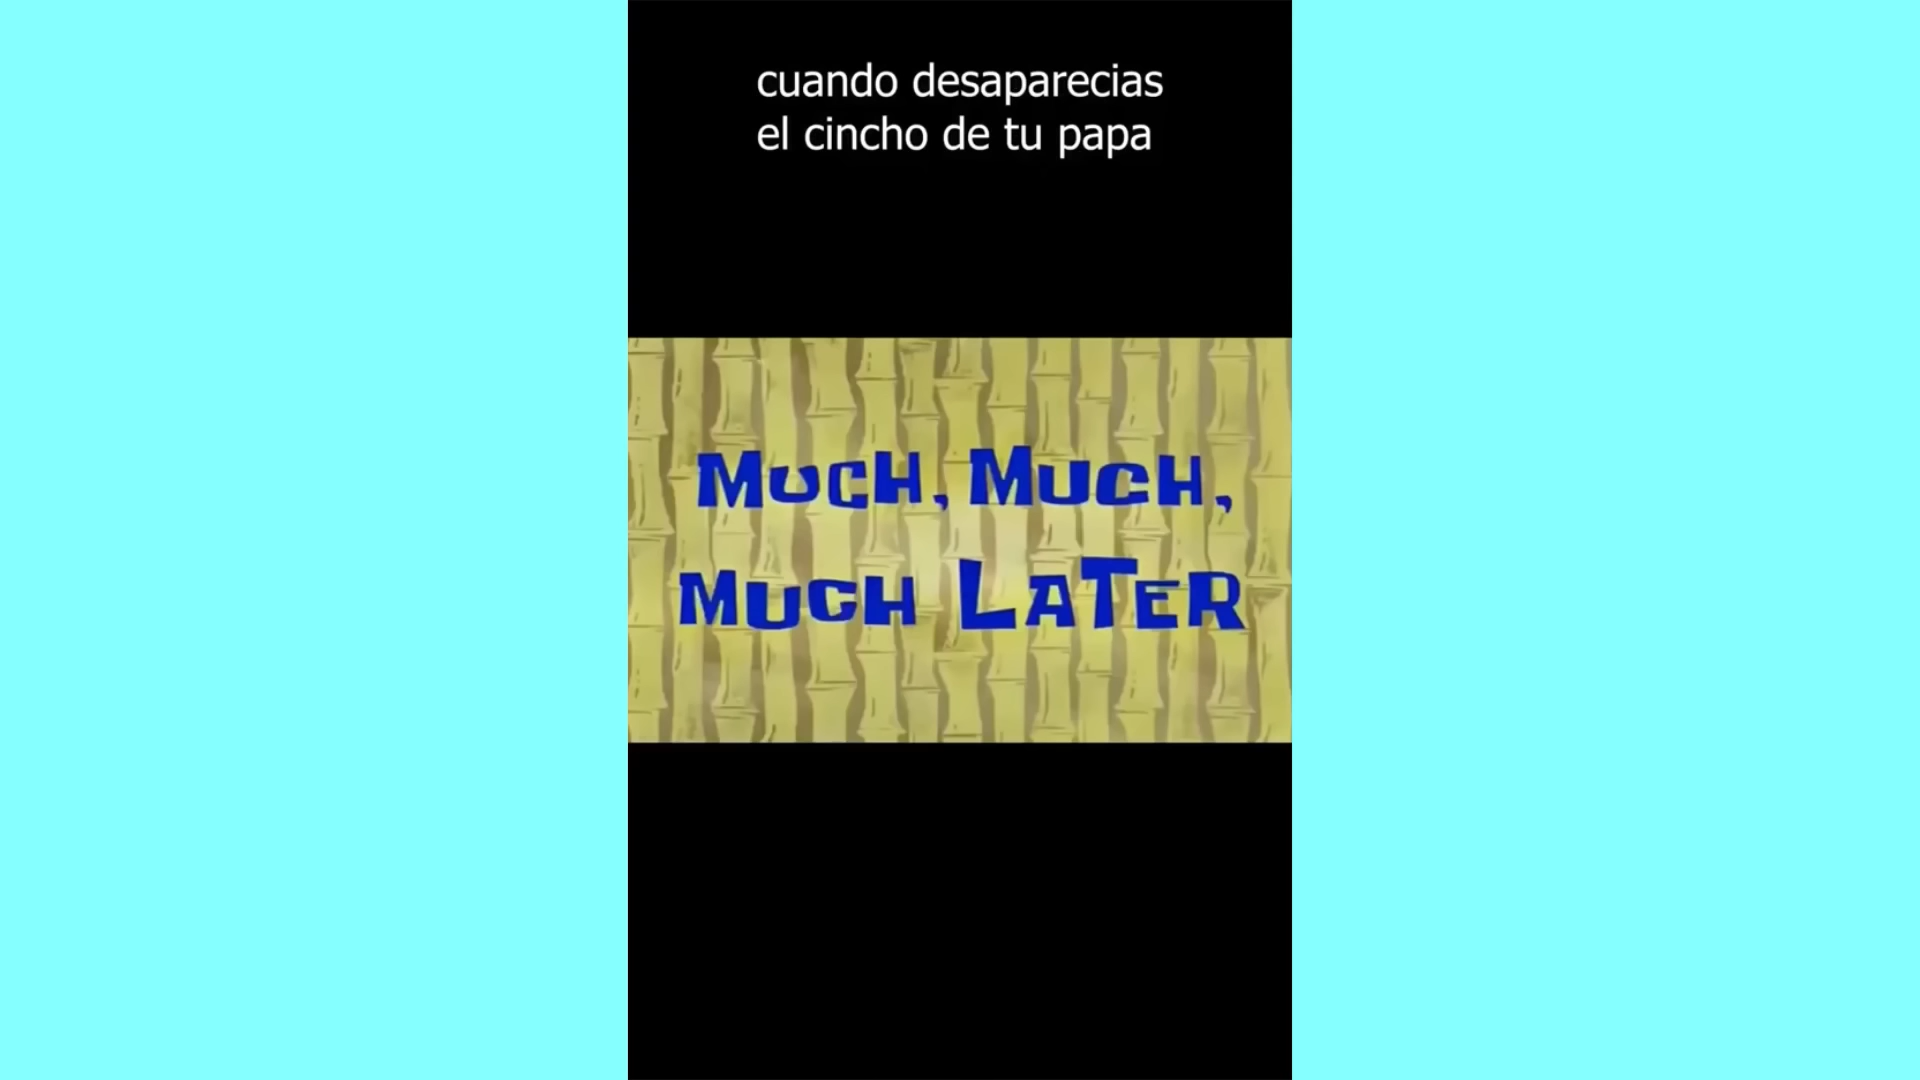 cuando desaparecias
el cincho de tu papa
MUCH, MUCH,
MUCH LATER